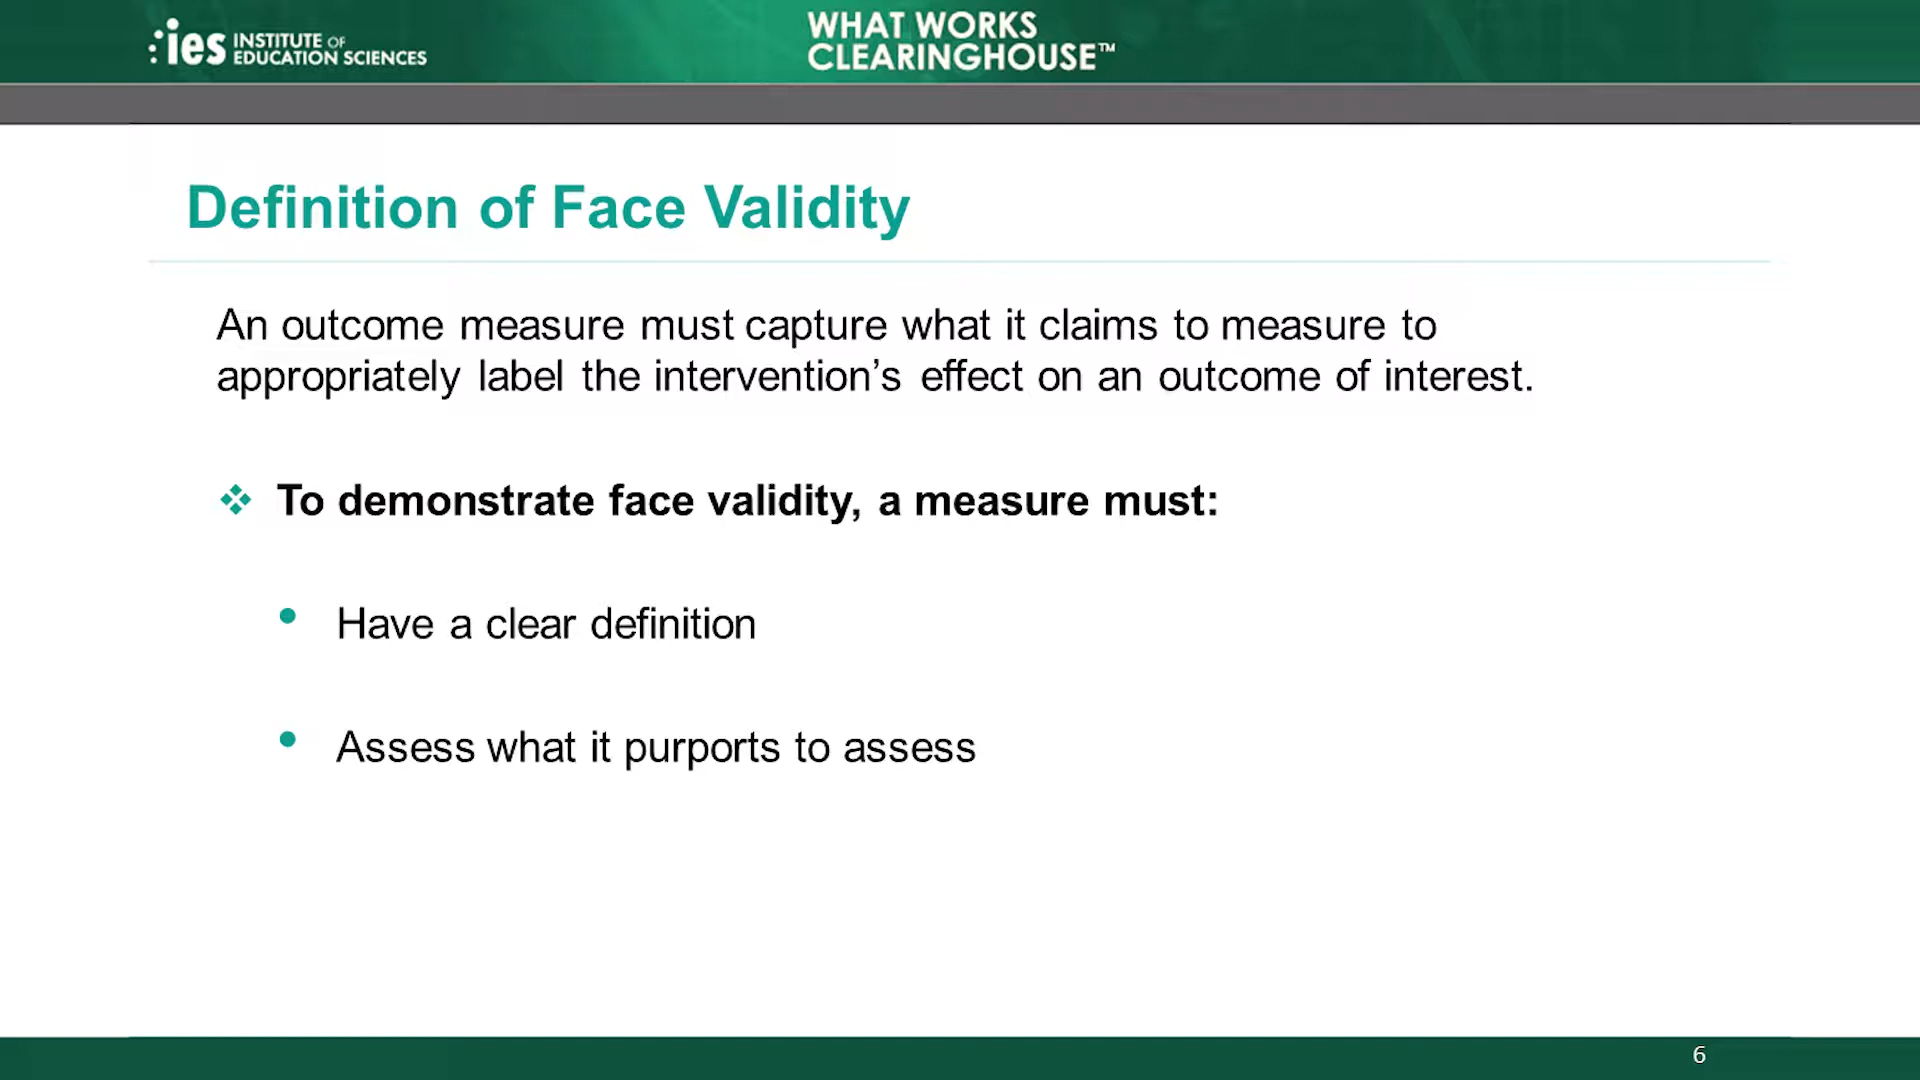 ies INSTITUTE OF
EDUCATION SCIENCES
WHAT WORKS
CLEARINGHOUSE™
Definition of Face Validity
An outcome measure must capture what it claims to measure to
appropriately label the intervention’s effect on an outcome of interest.
❖ To demonstrate face validity, a measure must:
• Have a clear definition
• Assess what it purports to assess
6